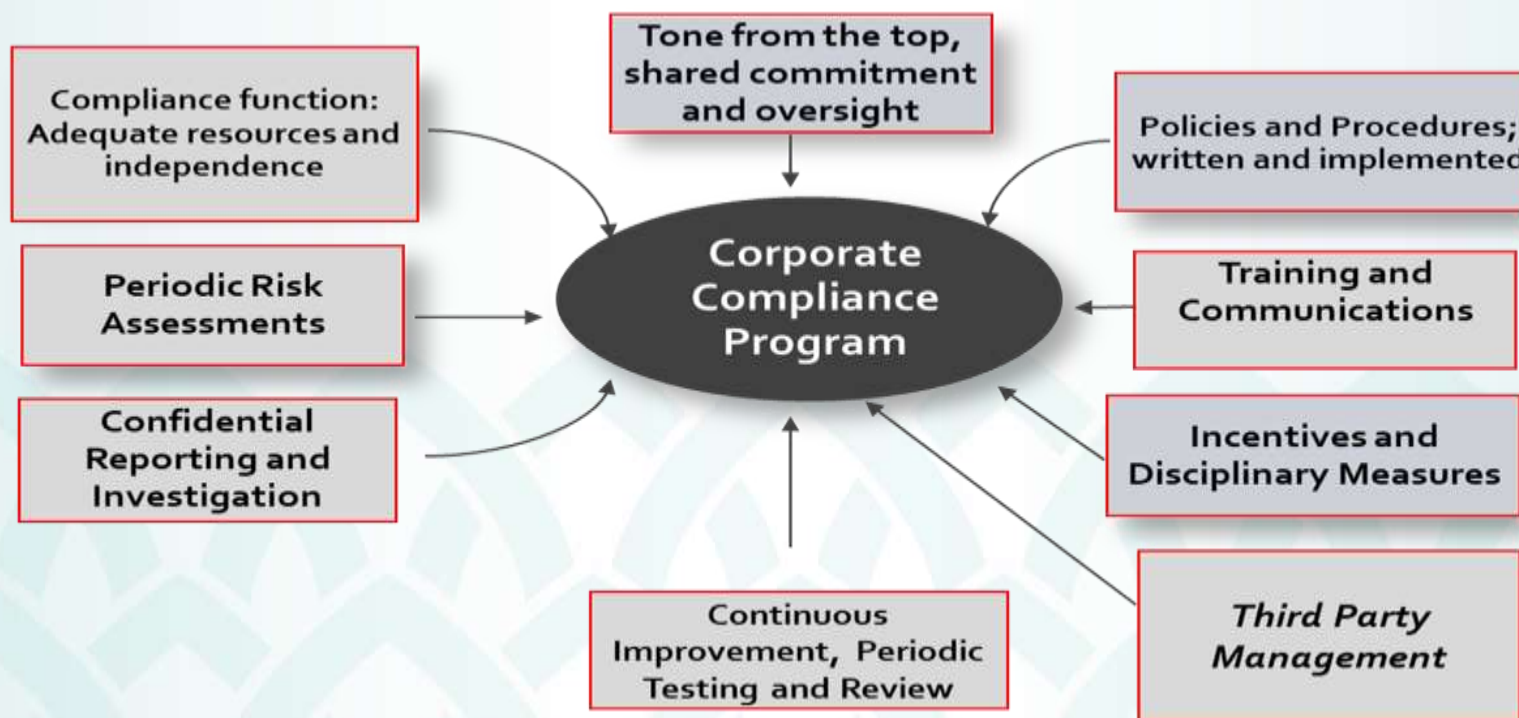 Tone from the top,
shared commitment
and oversight
Compliance function:
Adequate resources and
independence
Policies and Procedures;
written and implemented
Corporate
Compliance
Program
Periodic Risk
Assessments
Training and
Communications
Confidential
Reporting and
Investigation
Incentives and
Disciplinary Measures
Continuous
Improvement, Periodic
Testing and Review
Third Party
Management